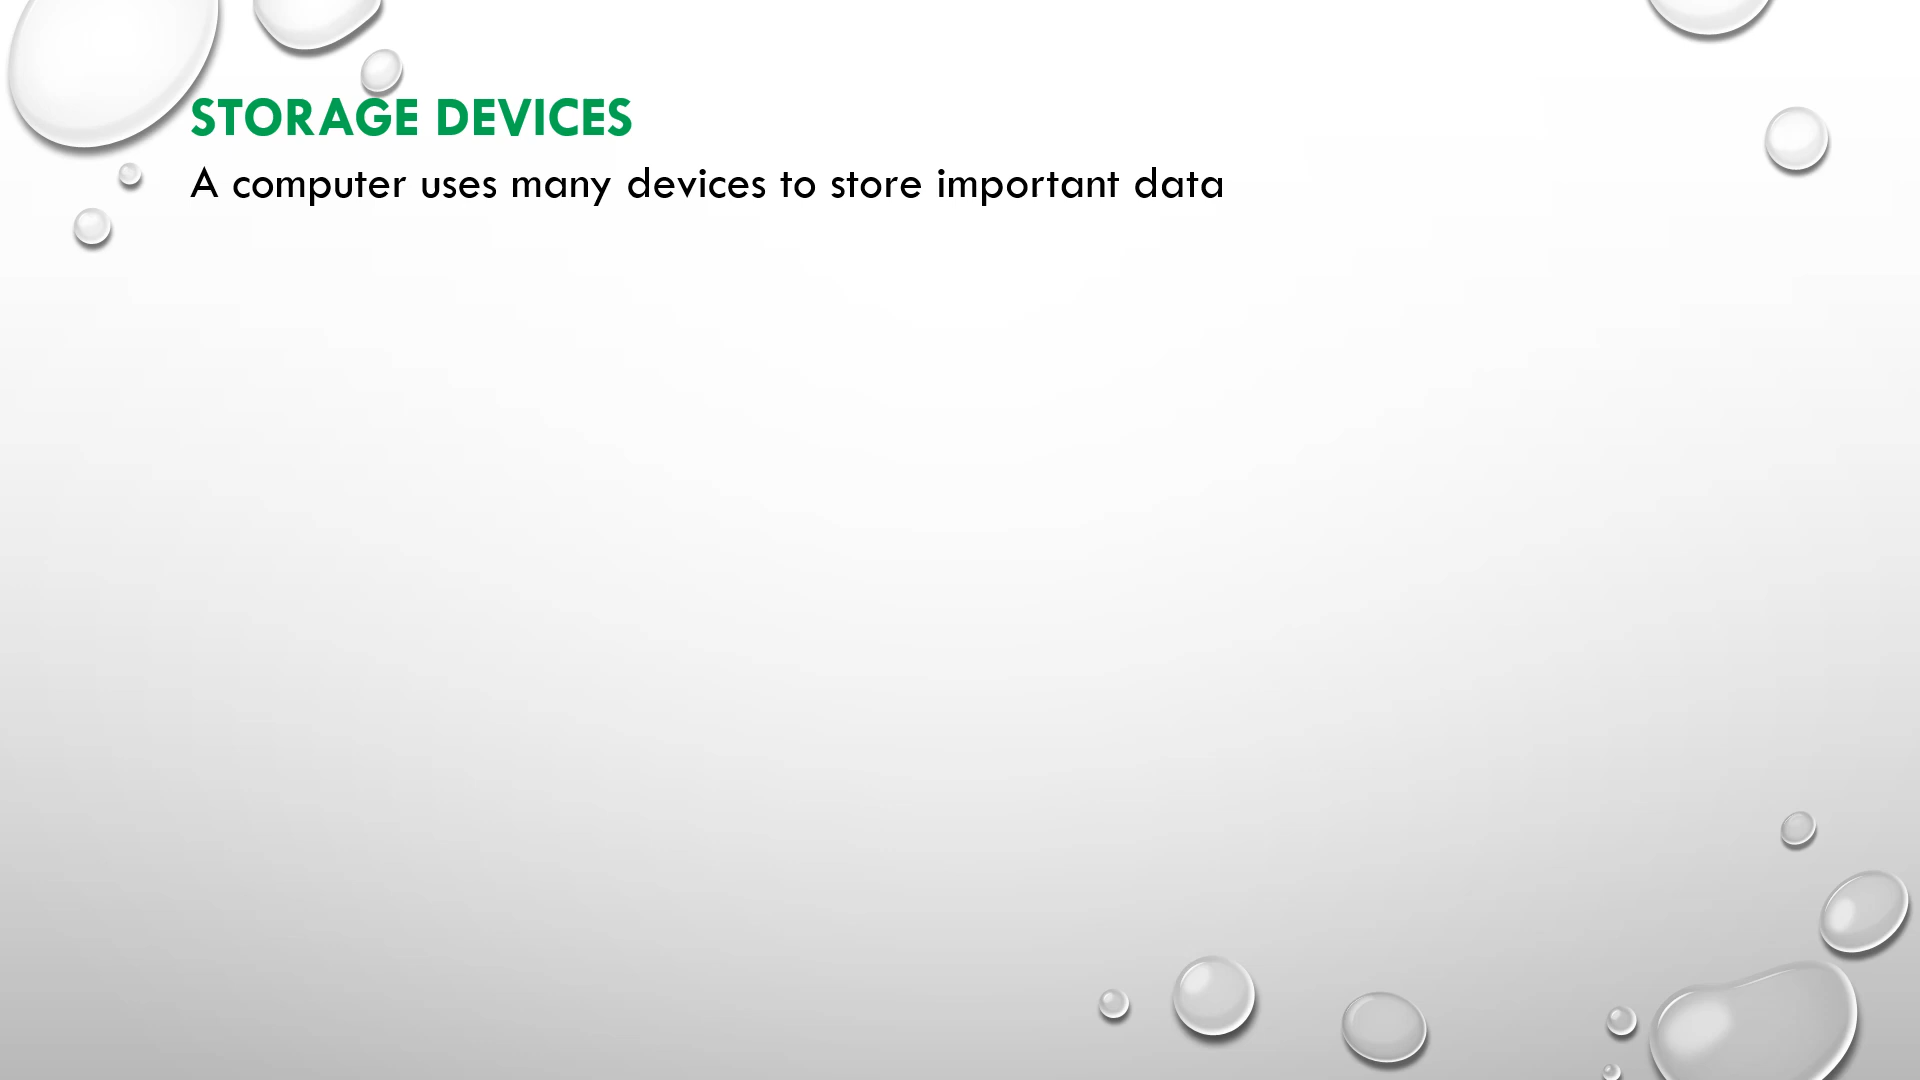 STORAGE DEVICES
A computer uses many devices to store important data